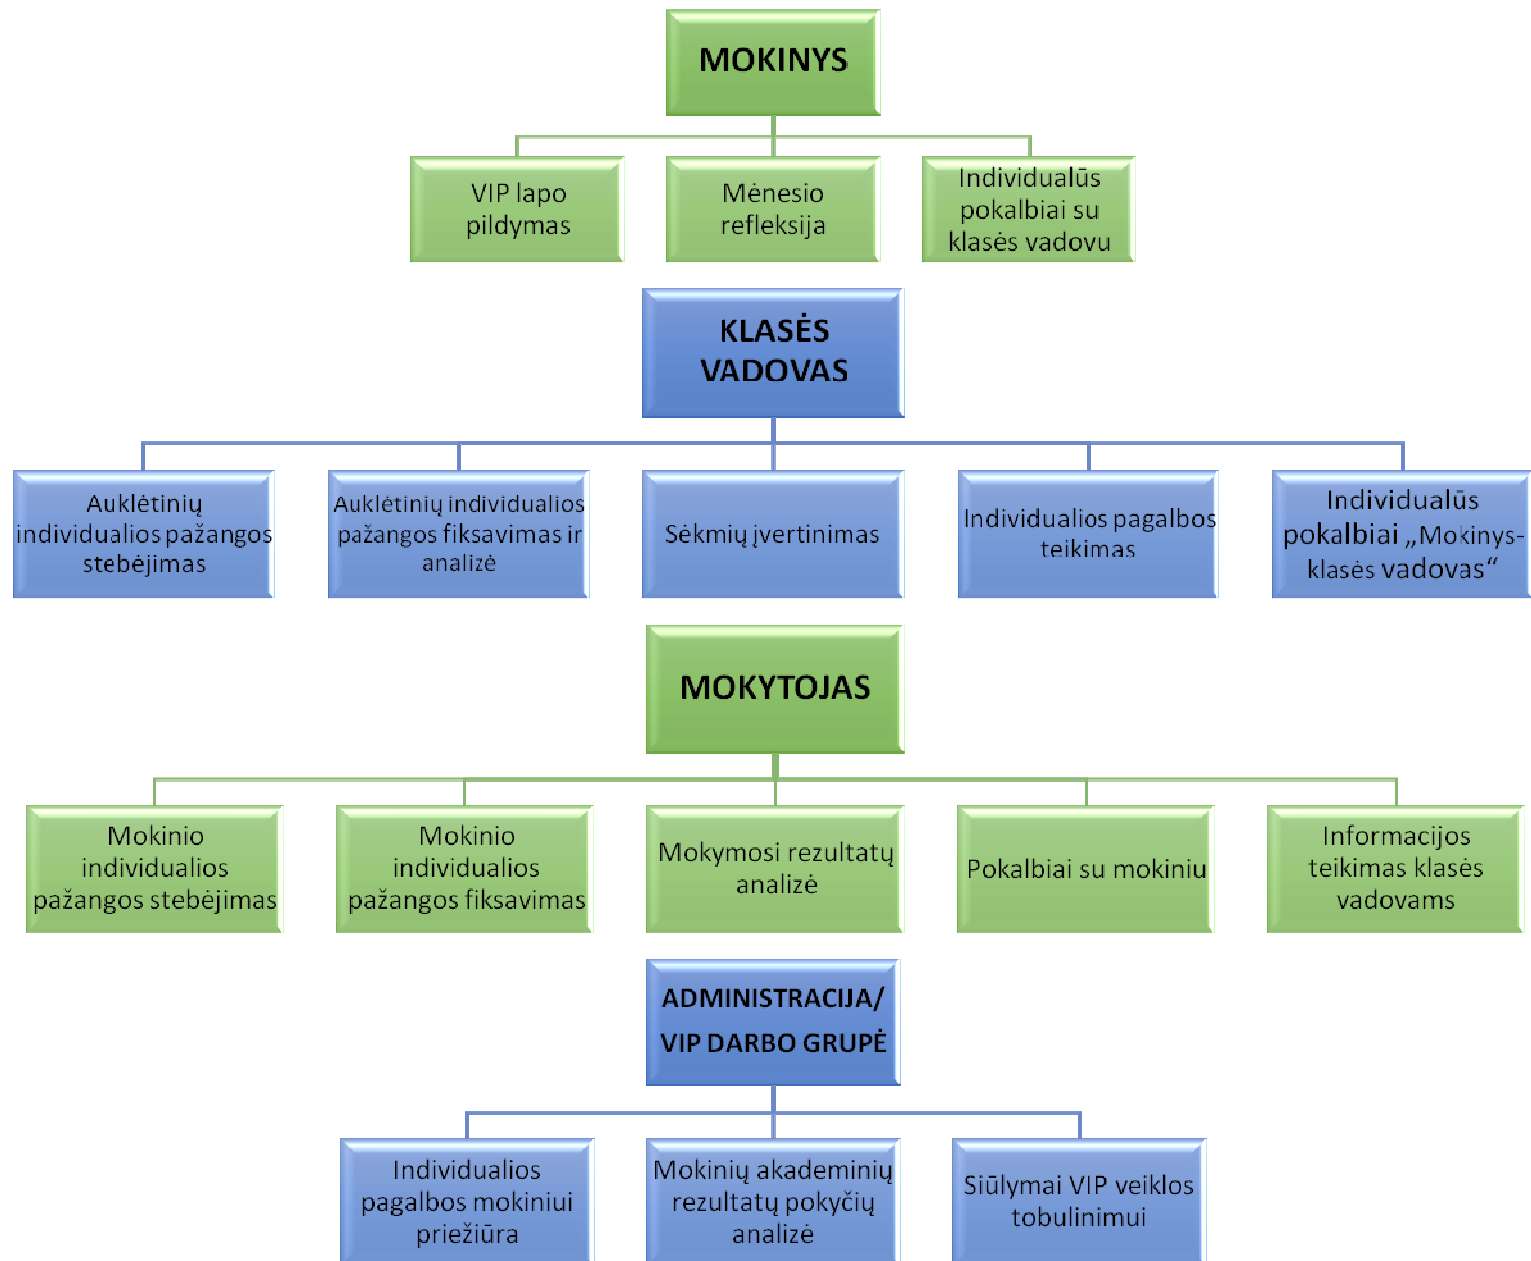 MOKINYS
VIP lapo
pildymas
Mėnesio
refleksija
Individualūs
pokalbiai su
klasės vadovu
KLASĖS
VADOVAS
Auklėtinių
individualios pažangos
stebėjimas
Auklėtinių individualios
pažangos fiksavimas ir
analizė
Sėkmių įvertinimas
Individualios pagalbos
teikimas
Individualūs
pokalbiai „Mokinys-
klasės vadovas“
MOKYTOJAS
Mokinio
individualios
pažangos stebėjimas
Mokinio
individualios
pažangos fiksavimas
Mokymosi rezultatų
analizė
Pokalbiai su mokiniu
Informacijos
teikimas klasės
vadovams
ADMINISTRACIJA/
VIP DARBO GRUPĖ
Individualios
pagalbos mokiniui
priežiūra
Mokinių akademinių
rezultatų pokyčių
analizė
Siūlymai VIP veiklos
tobulinimui